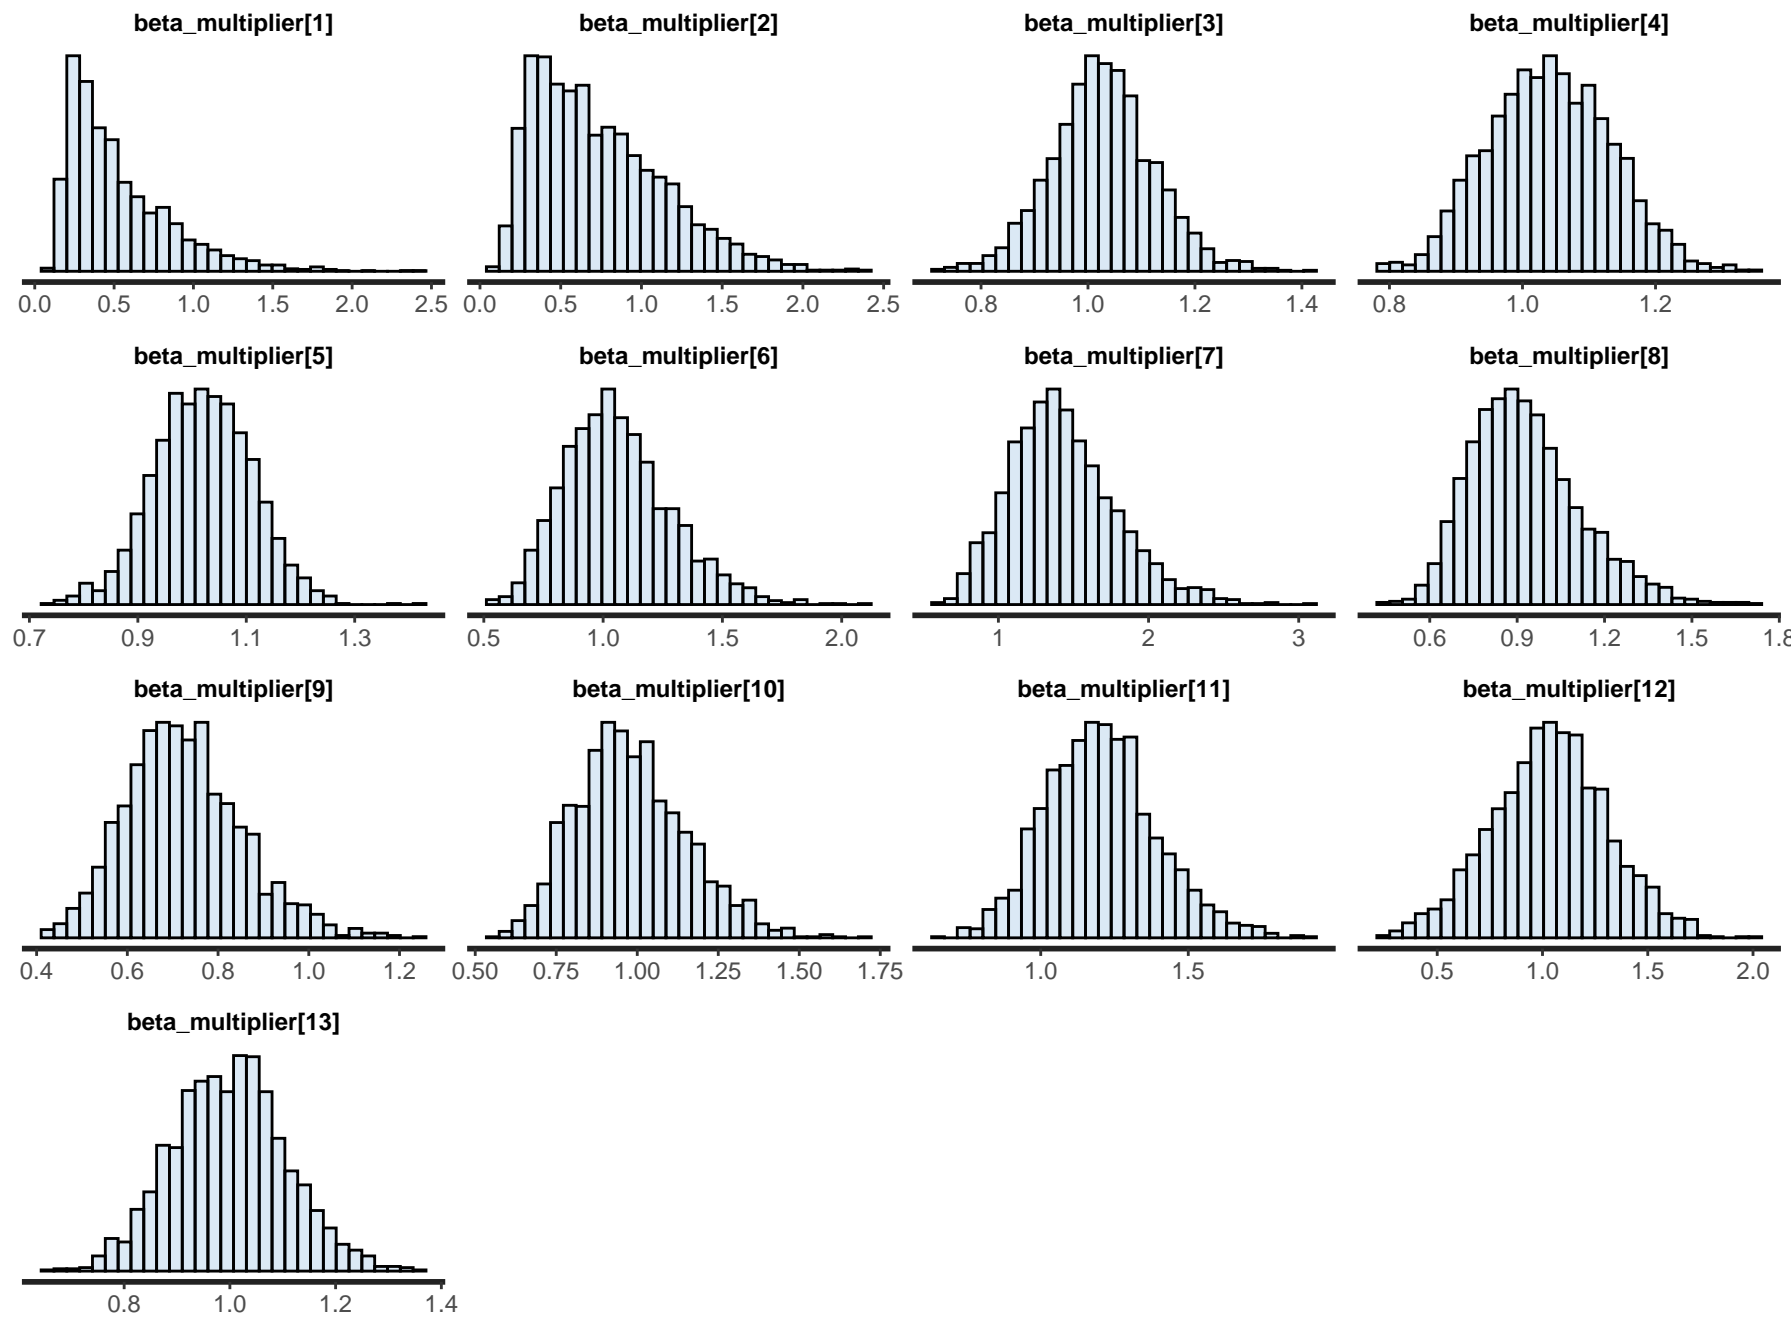 beta_multiplier[1] beta_multiplier[2] beta_multiplier[3] beta_multiplier[4]
0.0 0.5 1.0 1.5 2.0 2.5 0.0 0.5 1.0 1.5 2.0 2.5 0.8 1.0 1.2 1.4 0.8 1.0 1.2
beta_multiplier[5] beta_multiplier[6] beta_multiplier[7] beta_multiplier[8]
0.7 0.9 1.1 1.3 0.5 1.0 1.5 2.0 1 2 3 0.6 0.9 1.2 1.5 1.8
beta_multiplier[9] beta_multiplier[10] beta_multiplier[11] beta_multiplier[12]
0.4 0.6 0.8 1.0 1.2 0.50 0.75 1.00 1.25 1.50 1.75 1.0 1.5 0.5 1.0 1.5 2.0
beta_multiplier[13]
0.8 1.0 1.2 1.4